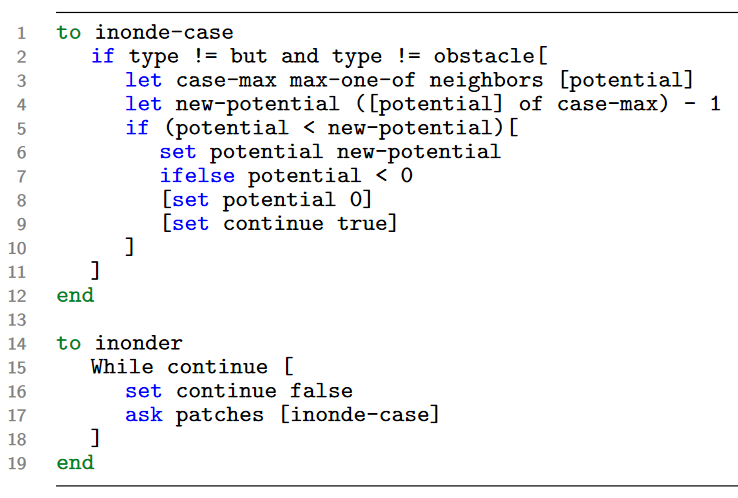 1 to inonde-case
2 if type != but and type != obstacle[
3 let case-max max-one-of neighbors [potential]
4 let new-potential ([potential] of case-max) - 1
5 if (potential < new-potential)[
6 set potential new-potential
7 ifelse potential < 0
8 [set potential 0]
9 [set continue true]
10 ]
11 ]
12 end
13
14 to inonder
15 While continue [
16 set continue false
17 ask patches [inonde-case]
18 ]
19 end